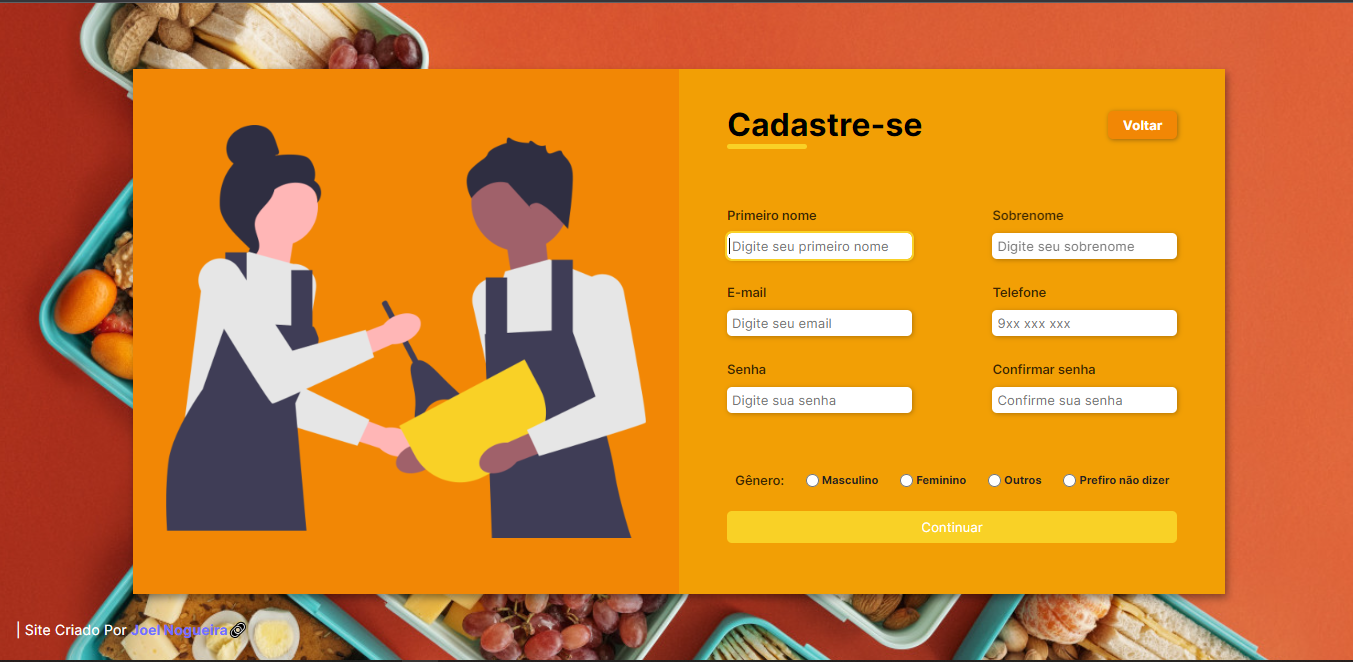 Cadastre-se
Voltar
Primeiro nome Sobrenome
Digite seu primeiro nome Digite seu sobrenome
E-mail Telefone
Digite seu email 9xx xxx xxx
Senha Confirmar senha
Digite sua senha Confirme sua senha
Gênero: Masculino Feminino Outros Prefiro não dizer
Continuar
| Site Criado Por Joel Nogueira